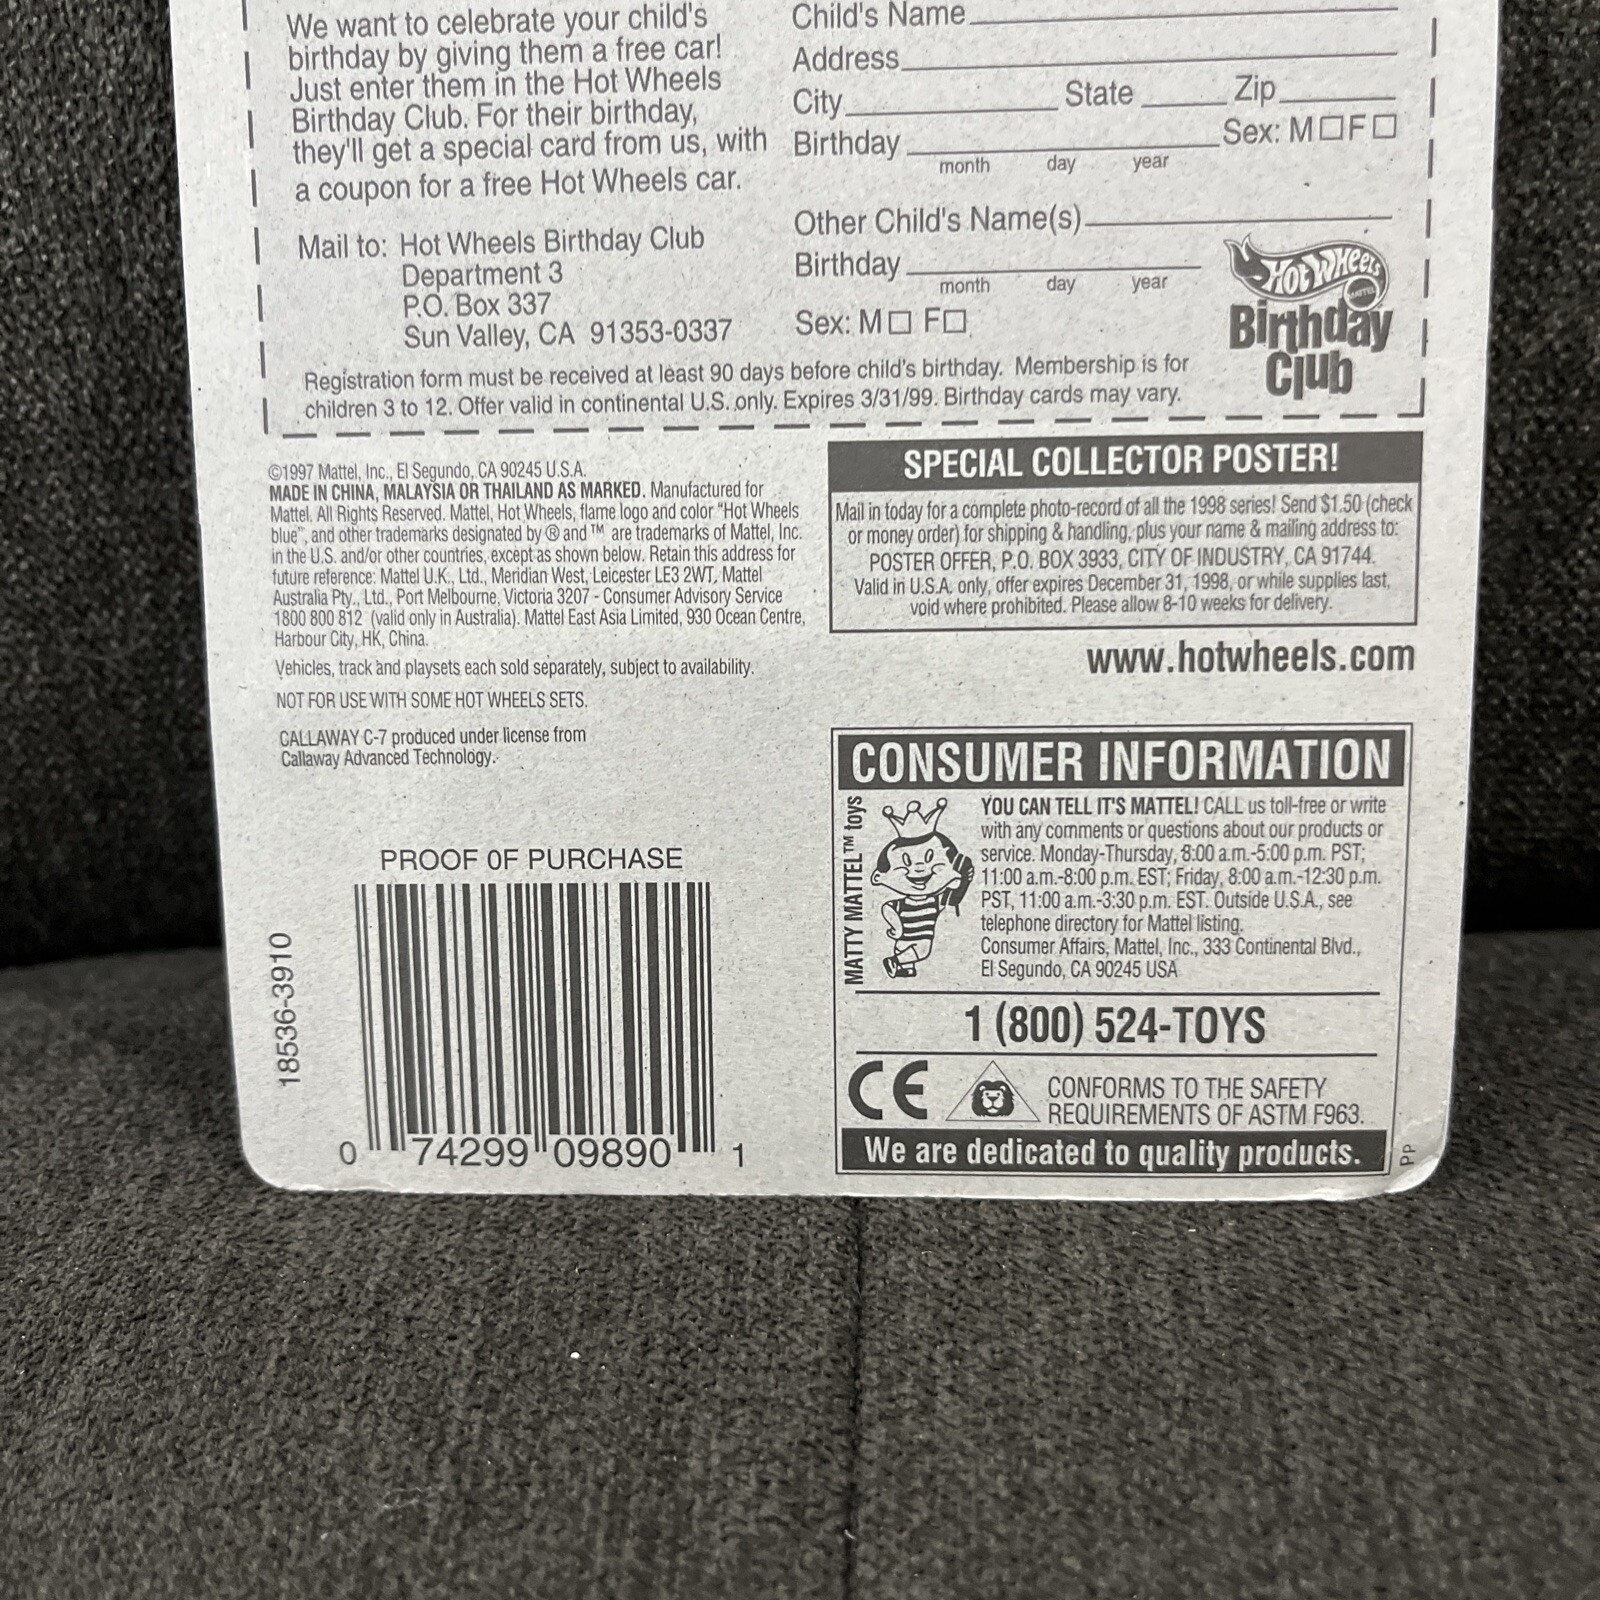 We want to celebrate your child's
birthday by giving them a free car!
Just enter them in the Hot Wheels
Birthday Club. For their birthday,
they'll get a special card from us, with
a coupon for a free Hot Wheels car.
Mail to: Hot Wheels Birthday Club
Department 3
P.O. Box 337
Sun Valley, CA 91353-0337
Child's Name
Address
City State Zip
Birthday Sex: M F
month day year
Other Child's Name(s)
Birthday
month day year
Sex: M F
Hot Wheels
MATTEL
Birthday
Club
Registration form must be received at least 90 days before child's birthday. Membership is for
children 3 to 12. Offer valid in continental U.S. only. Expires 3/31/99. Birthday cards may vary.
©1997 Mattel, Inc., El Segundo, CA 90245 U.S.A.
MADE IN CHINA, MALAYSIA OR THAILAND AS MARKED. Manufactured for
Mattel. All Rights Reserved. Mattel, Hot Wheels, flame logo and color "Hot Wheels
blue", and other trademarks designated by ® and ™ are trademarks of Mattel, Inc.
in the U.S. and/or other countries, except as shown below. Retain this address for
future reference: Mattel U.K., Ltd., Meridian West, Leicester LE3 2WT, Mattel
Australia Pty., Ltd., Port Melbourne, Victoria 3207 - Consumer Advisory Service
1800 800 812 (valid only in Australia). Mattel East Asia Limited, 930 Ocean Centre,
Harbour City, HK, China.
Vehicles, track and playsets each sold separately, subject to availability.
NOT FOR USE WITH SOME HOT WHEELS SETS.
CALLAWAY C-7 produced under license from
Callaway Advanced Technology.
PROOF OF PURCHASE
18536-3910
0 74299 09890 1
SPECIAL COLLECTOR POSTER!
Mail in today for a complete photo-record of all the 1998 series! Send $1.50 (check
or money order) for shipping & handling, plus your name & mailing address to:
POSTER OFFER, P.O. BOX 3933, CITY OF INDUSTRY, CA 91744.
Valid in U.S.A. only, offer expires December 31, 1998, or while supplies last,
void where prohibited. Please allow 8-10 weeks for delivery.
www.hotwheels.com
CONSUMER INFORMATION
MATTY MATTEL™ toys
YOU CAN TELL IT'S MATTEL! CALL us toll-free or write
with any comments or questions about our products or
service. Monday-Thursday, 8:00 a.m.-5:00 p.m. PST;
11:00 a.m.-8:00 p.m. EST; Friday, 8:00 a.m.-12:30 p.m.
PST, 11:00 a.m.-3:30 p.m. EST. Outside U.S.A., see
telephone directory for Mattel listing.
Consumer Affairs, Mattel, Inc., 333 Continental Blvd.,
El Segundo, CA 90245 USA
1 (800) 524-TOYS
CE
CONFORMS TO THE SAFETY
REQUIREMENTS OF ASTM F963.
We are dedicated to quality products.
PP